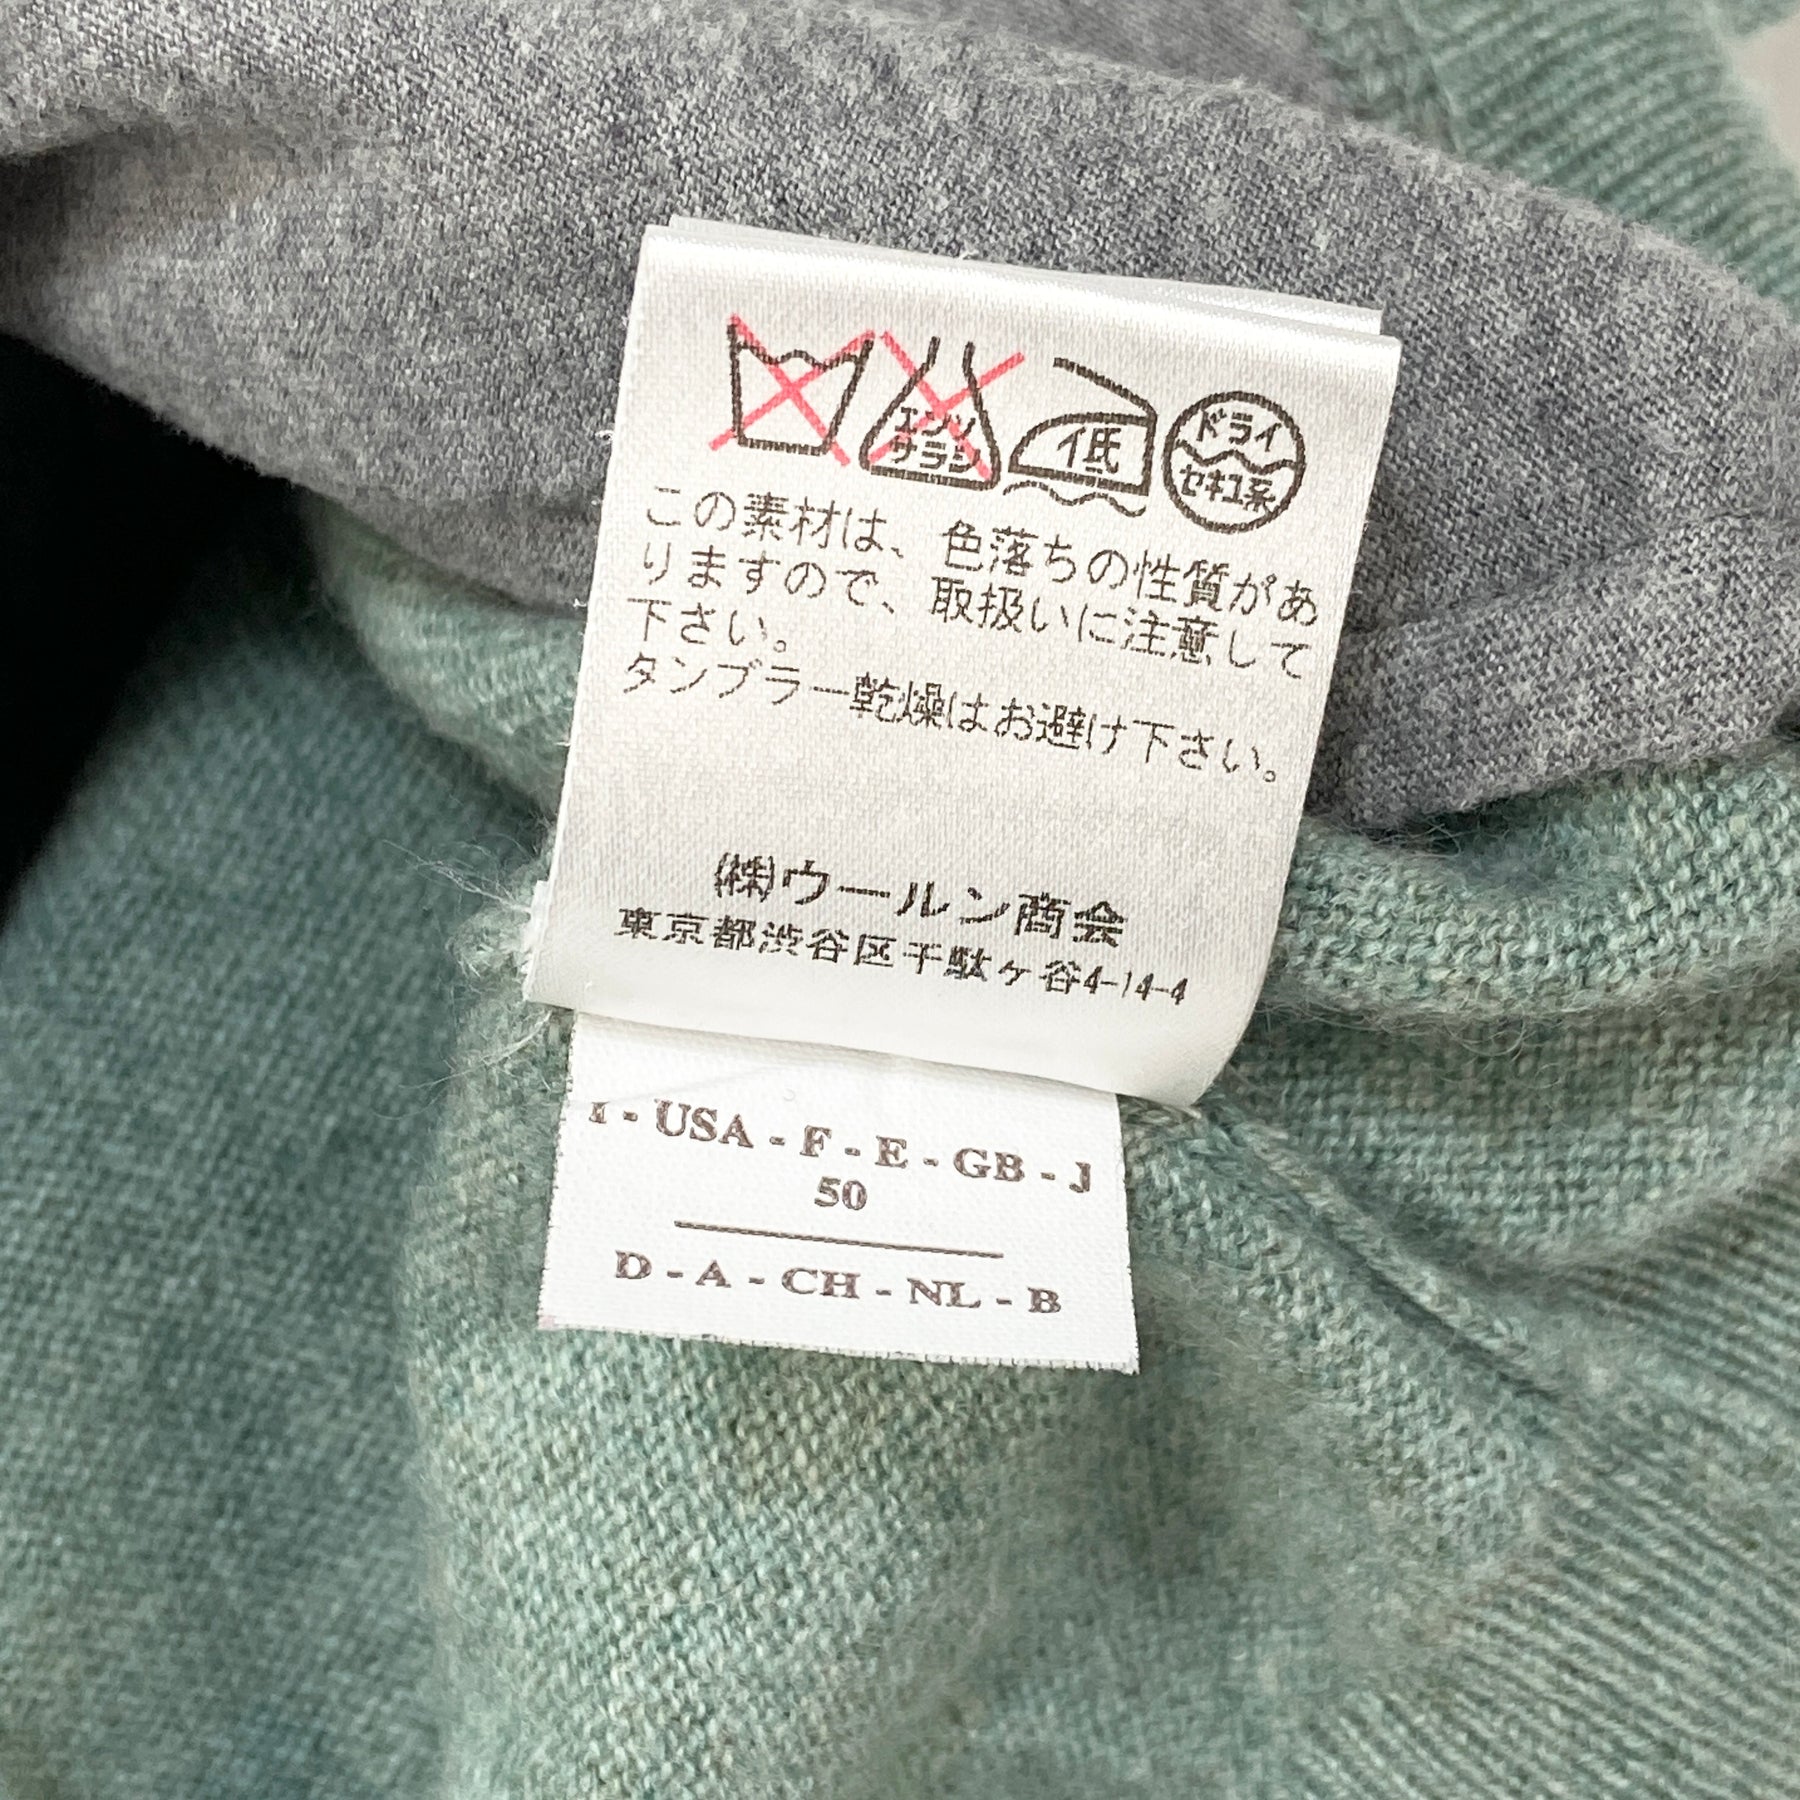 エンソ
サラシ
低
ドライ
セキユ系
この素材は、色落ちの性質があ
りますので、取扱いに注意して
下さい。
タンブラー乾燥はお避け下さい。
(株)ウールン商会
東京都渋谷区千駄ヶ谷4-14-4
I - USA - F - E - GB - J
50
D - A - CH - NL - B